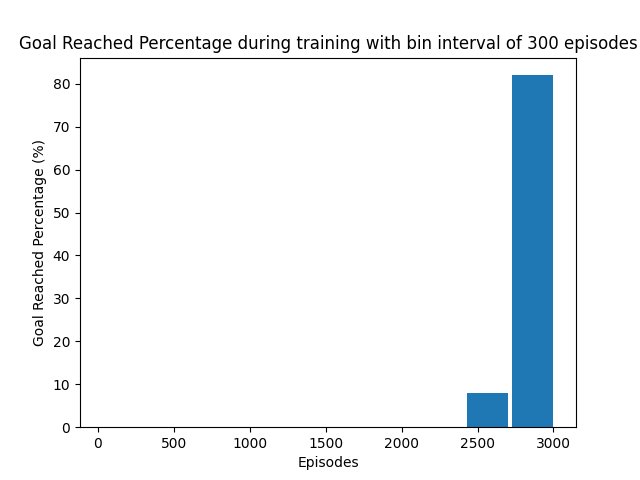 Goal Reached Percentage during training with bin interval of 300 episodes
Goal Reached Percentage (%)
80
70
60
50
40
30
20
10
0
0 500 1000 1500 2000 2500 3000
Episodes